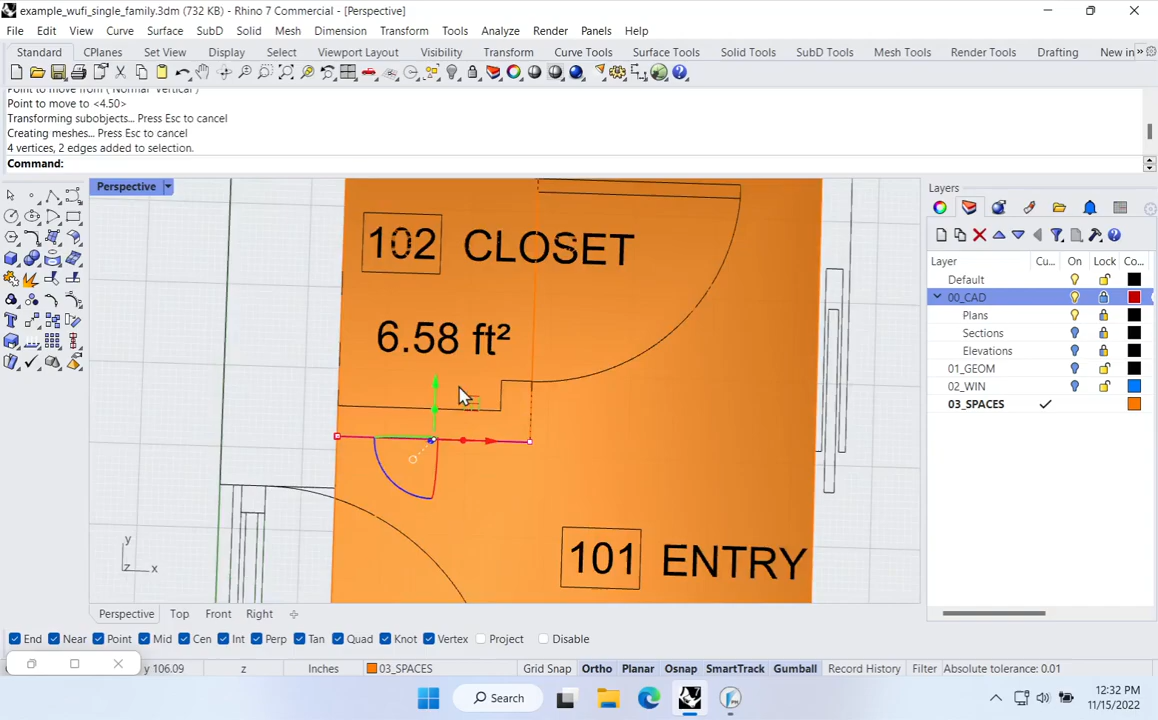 example_wufi_single_family.3dm (732 KB) - Rhino 7 Commercial - [Perspective]
File Edit View Curve Surface SubD Solid Mesh Dimension Transform Tools Analyze Render Panels Help
Standard CPlanes Set View Display Select Viewport Layout Visibility Transform Curve Tools Surface Tools Solid Tools SubD Tools Mesh Tools Render Tools Drafting New in »
Point to move to <4.50>
Transforming subobjects... Press Esc to cancel
Creating meshes... Press Esc to cancel
4 vertices, 2 edges added to selection.
Command:
Perspective
102 CLOSET
6.58 ft²
101 ENTRY
y
z x
Layers
Layer Cu... On Lock Co...
Default
00_CAD
Plans
Sections
Elevations
01_GEOM
02_WIN
03_SPACES
Perspective Top Front Right
End Near Point Mid Cen Int Perp Tan Quad Knot Vertex Project Disable
y 106.09 z Inches 03_SPACES Grid Snap Ortho Planar Osnap SmartTrack Gumball Record History Filter Absolute tolerance: 0.01
Search
12:32 PM
11/15/2022